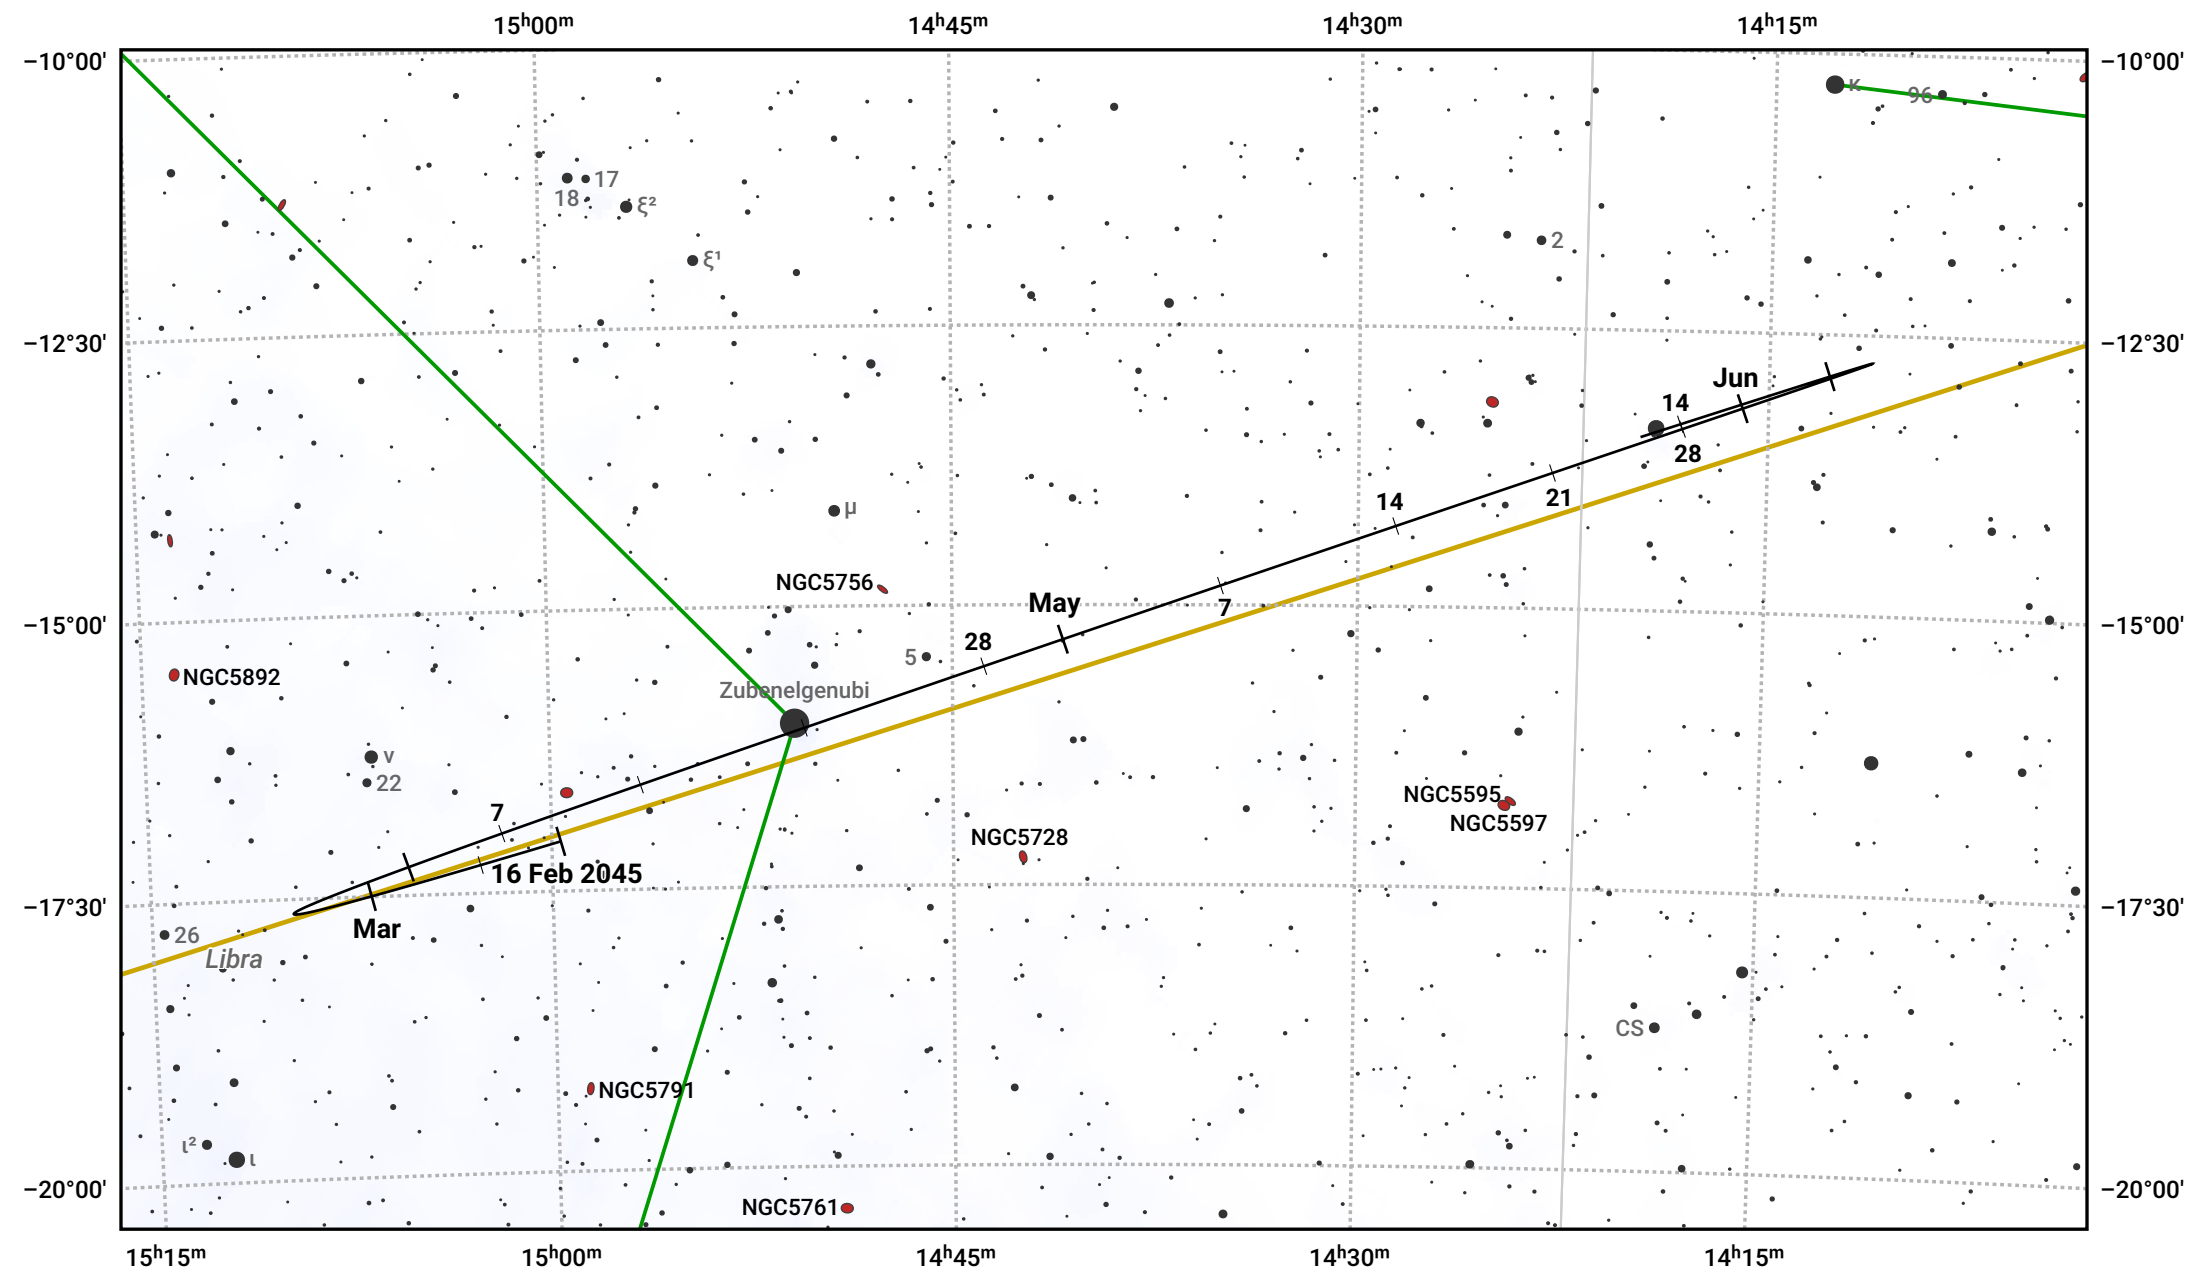 15ʰ00ᵐ 14ʰ45ᵐ 14ʰ30ᵐ 14ʰ15ᵐ
−10°00' −10°00'
κ 96
17
18
ξ²
ξ¹
2
−12°30' −12°30'
Jun
14
28
14
21
μ
NGC5756
May
7
−15°00' −15°00'
28
5
NGC5892
Zubenelgenubi
ν
22
NGC5595
NGC5597
7
NGC5728
16 Feb 2045
−17°30' −17°30'
Mar
26
Libra
CS
NGC5791
ι²
ι
−20°00' −20°00'
NGC5761
15ʰ15ᵐ 15ʰ00ᵐ 14ʰ45ᵐ 14ʰ30ᵐ 14ʰ15ᵐ